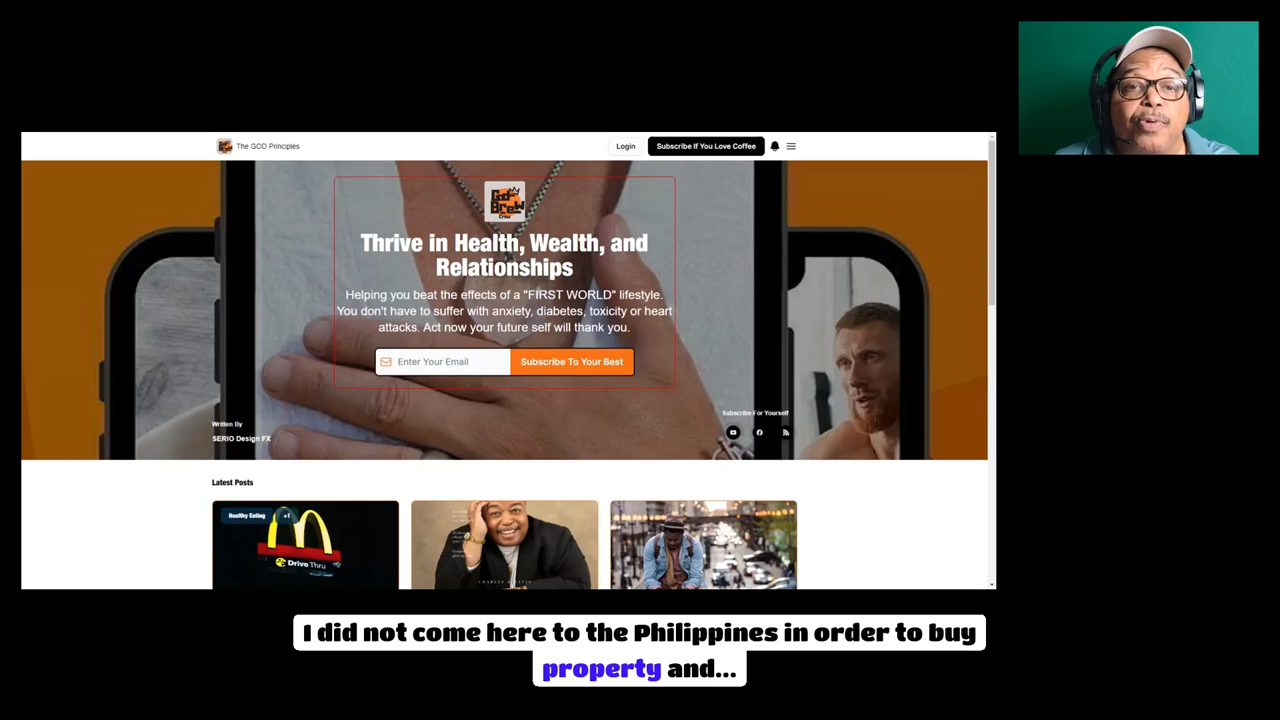 The GOD Principles
Login
Subscribe If You Love Coffee
God
Brew
Crew
Thrive in Health, Wealth, and
Relationships
Helping you beat the effects of a "FIRST WORLD" lifestyle.
You don't have to suffer with anxiety, diabetes, toxicity or heart
attacks. Act now your future self will thank you.
Enter Your Email
Subscribe To Your Best
Written By
SERIO Design FX
Subscribe For Yourself
Latest Posts
Healthy Eating
+1
Drive Thru
I did not come here to the Philippines in order to buy
property and...